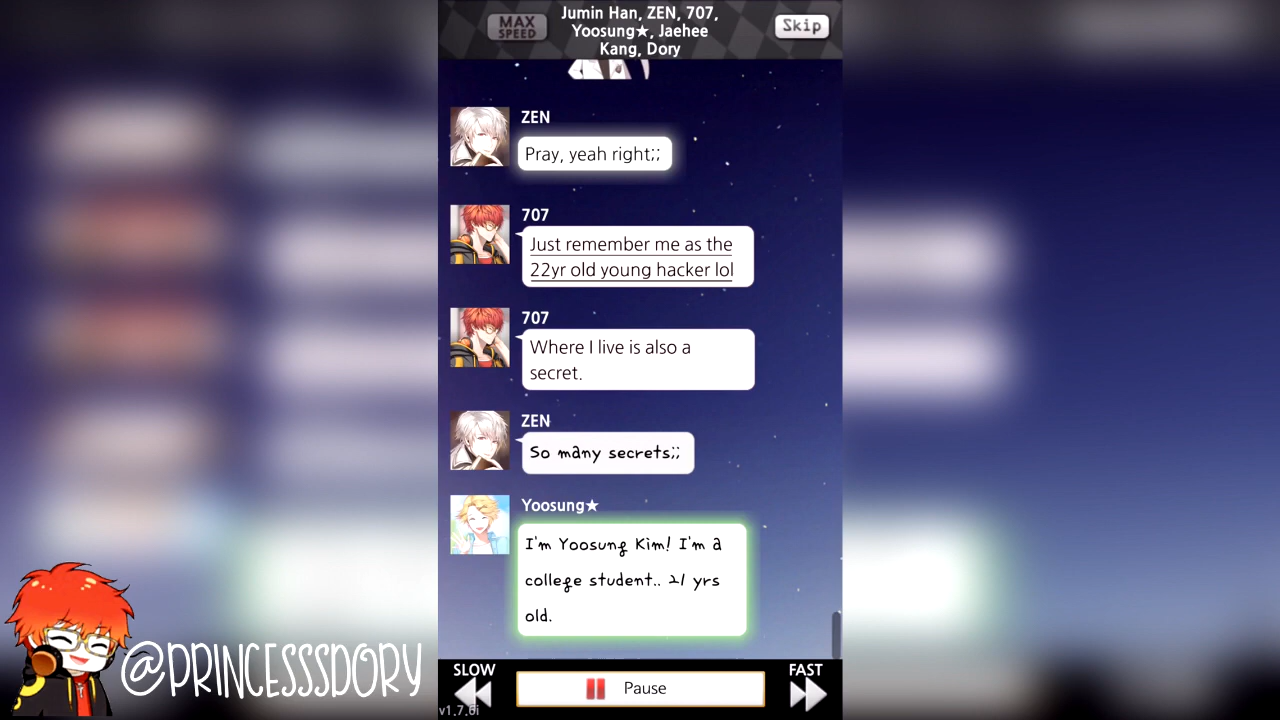 MAX
SPEED
Jumin Han, ZEN, 707,
Yoosung★, Jaehee
Kang, Dory
Skip
ZEN
Pray, yeah right;;
707
Just remember me as the
22yr old young hacker lol
707
Where I live is also a
secret.
ZEN
So many secrets;;
Yoosung★
I'm Yoosung Kim! I'm a
college student.. 21 yrs
old.
@PRINCESSSDORY
SLOW
Pause
FAST
v1.7.6i